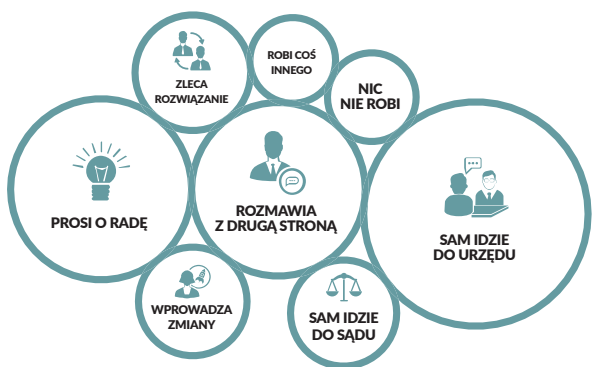 ZLECA
ROZWIĄZANIE
ROBI COŚ
INNEGO
NIC
NIE ROBI
PROSI O RADĘ
ROZMAWIA
Z DRUGĄ STRONĄ
SAM IDZIE
DO URZĘDU
WPROWADZA
ZMIANY
SAM IDZIE
DO SĄDU